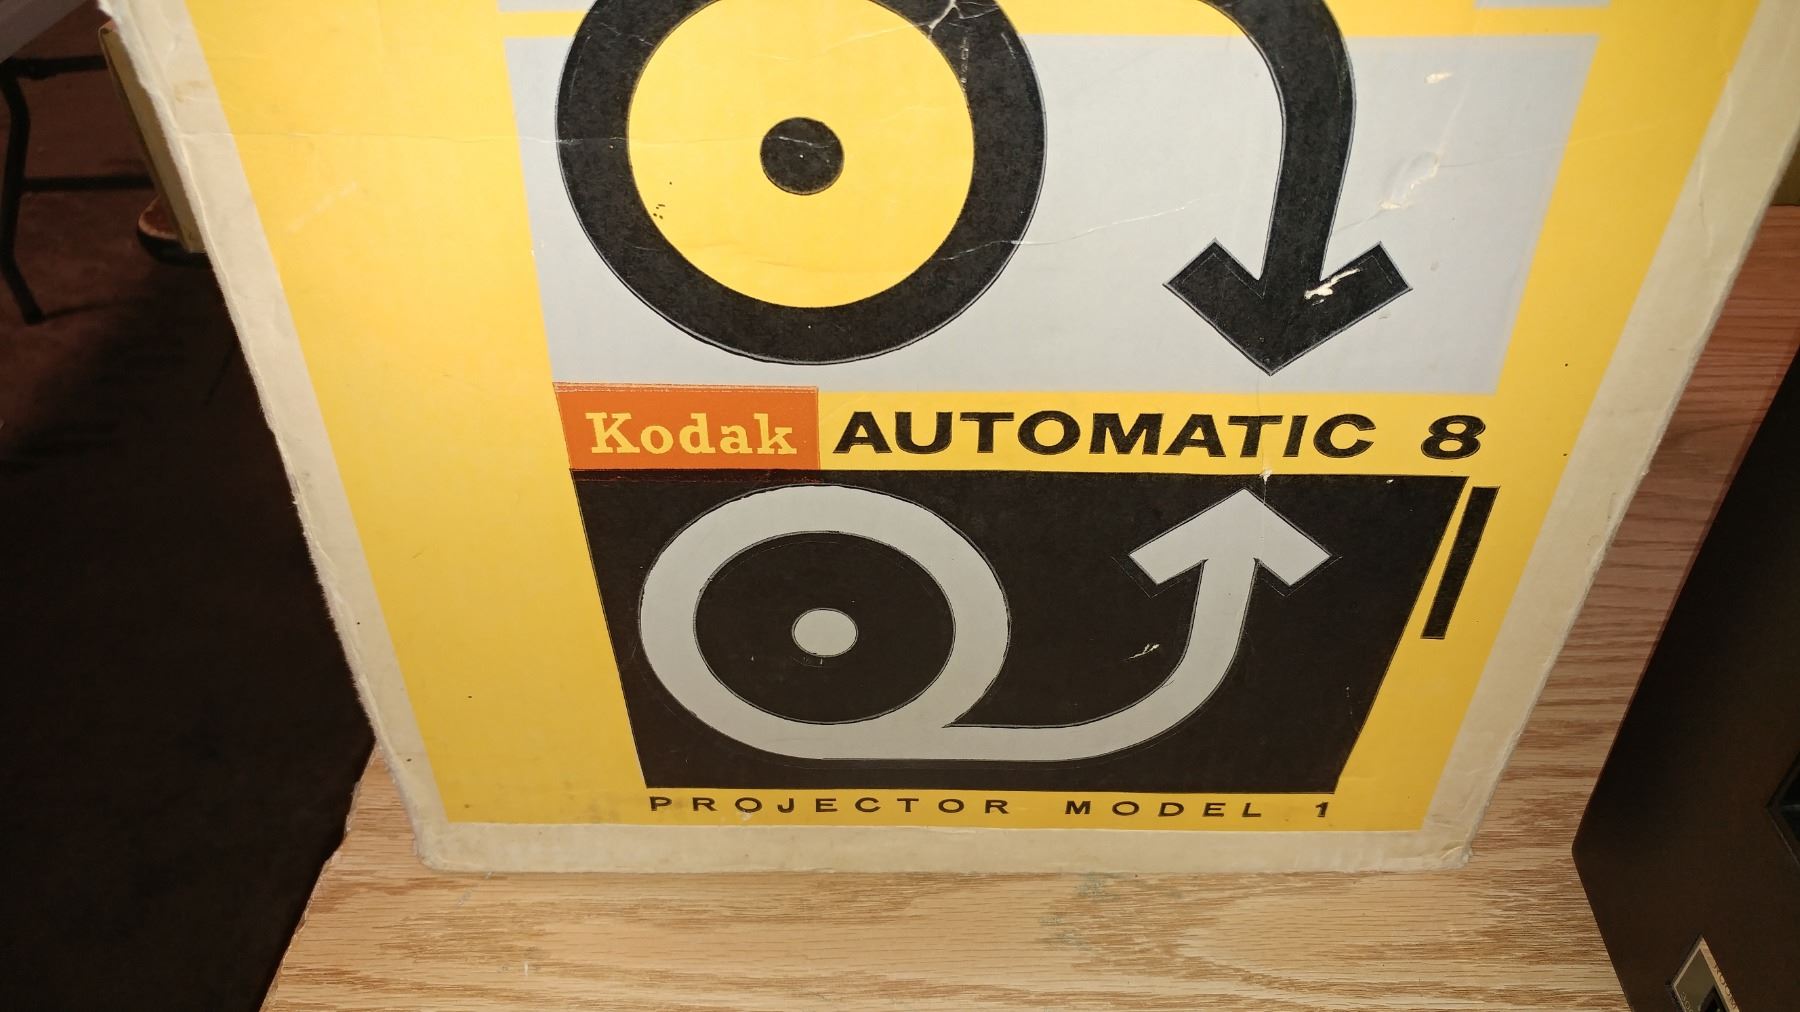 Kodak AUTOMATIC 8
PROJECTOR MODEL 1